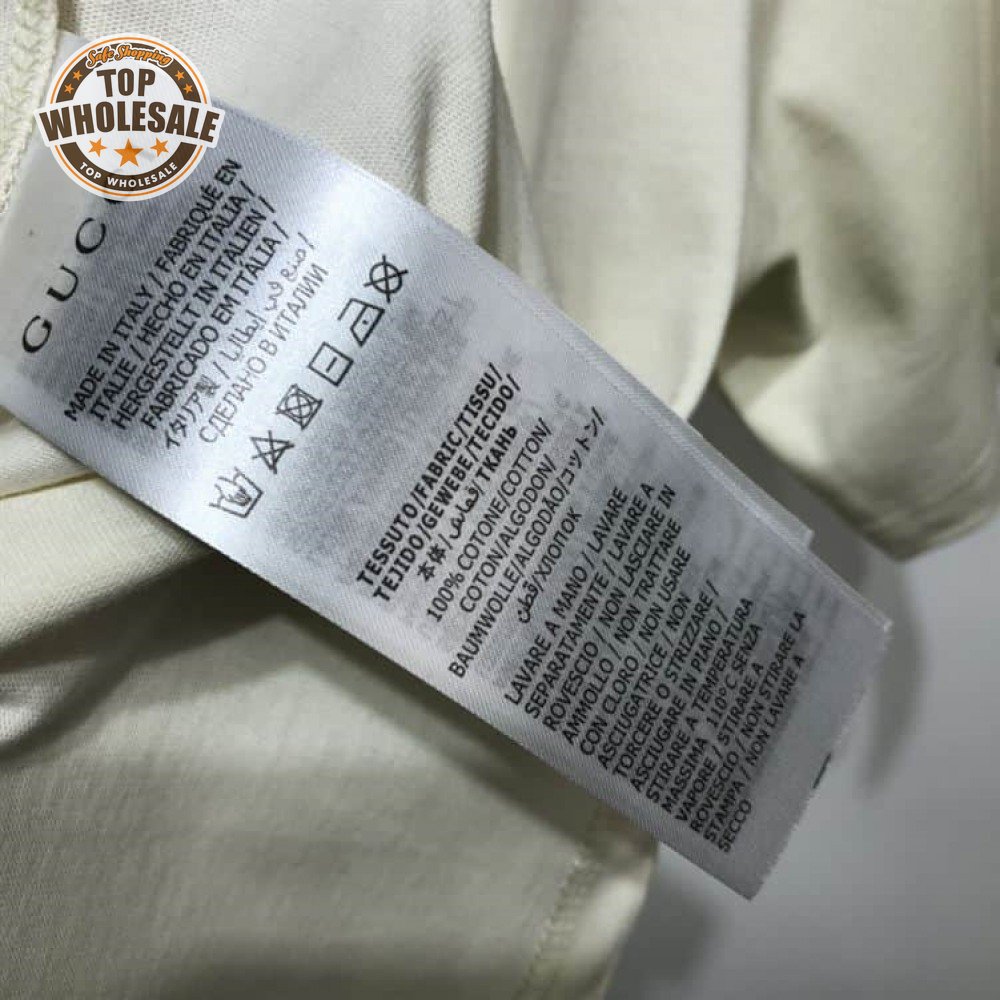 Safe Shopping
TOP
WHOLESALE
TOP WHOLESALE
GUCC
MADE IN ITALY / FABRIQUÉ EN
ITALIE / HECHO EN ITALIA /
HERGESTELLT IN ITALIEN /
FABRICADO EM ITÁLIA /
イタリア製 / صنع في إيطاليا /
СДЕЛАНО В ИТАЛИИ
TESSUTO/FABRIC/TISSU/
TEJIDO/GEWEBE/TECIDO/
本体/ قماش/ ТКАНЬ
100% COTONE/COTTON/
COTON/ALGODON/
BAUMWOLLE/ALGODÃO/コットン/
قطن/ХЛОПОК
LAVARE A MANO / LAVARE
SEPARATTAMENTE / LAVARE A
ROVESCIO / NON LASCIARE IN
AMMOLLO / NON TRATTARE
CON CLORO / NON USARE
ASCIUGATRICE / NON
TORCERE O STRIZZARE /
ASCIUGARE IN PIANO /
STIRARE A TEMPERATURA
MASSIMA 110°C SENZA
VAPORE / STIRARE A
ROVESCIO / NON STIRARE LA
STAMPA / NON LAVARE A
SECCO